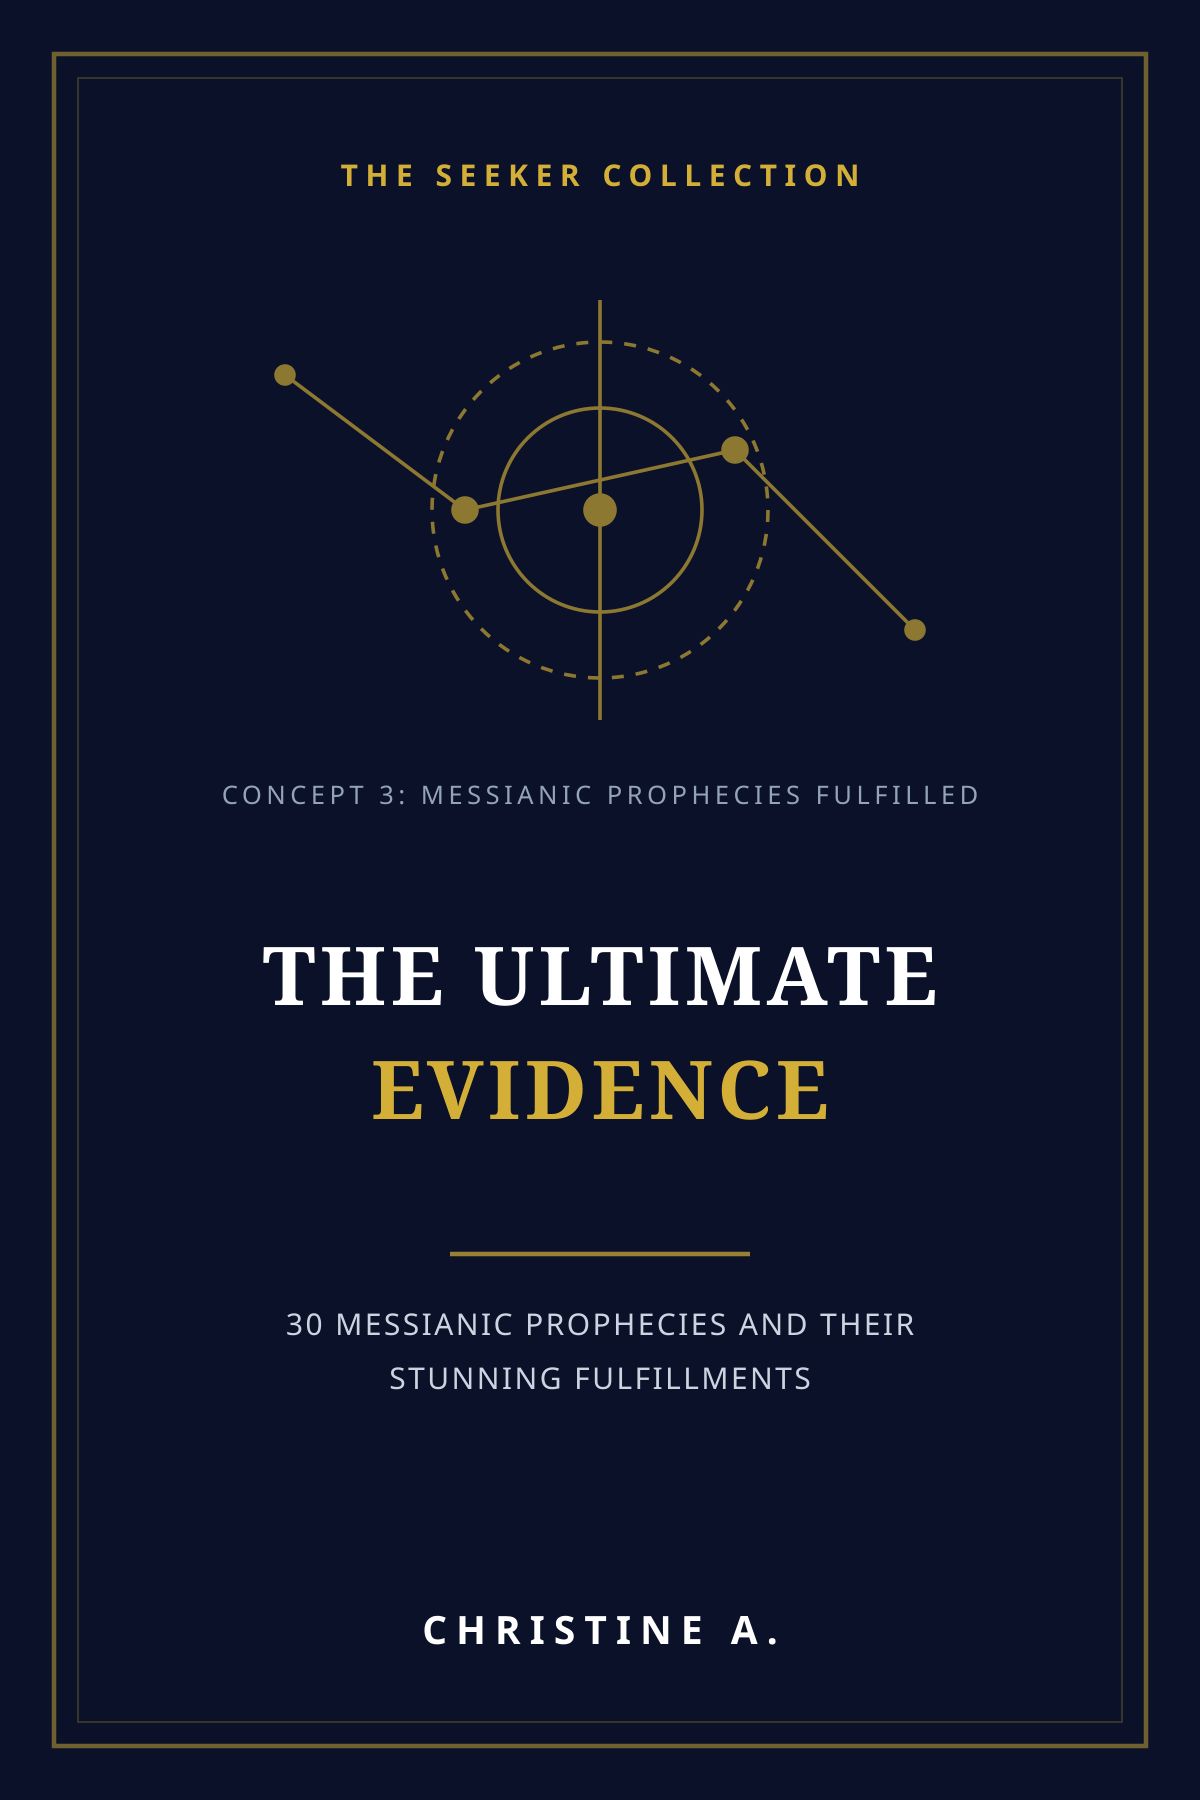 THE SEEKER COLLECTION
CONCEPT 3: MESSIANIC PROPHECIES FULFILLED
THE ULTIMATE
EVIDENCE
30 MESSIANIC PROPHECIES AND THEIR
STUNNING FULFILLMENTS
CHRISTINE A.